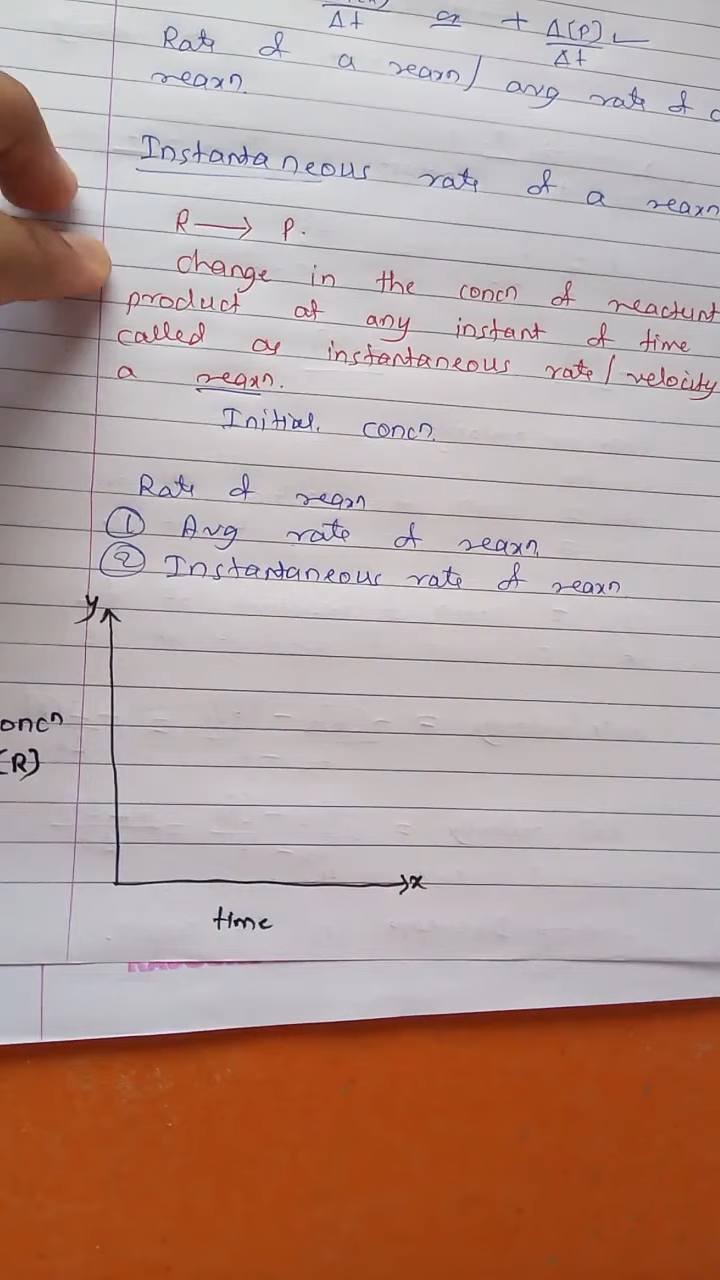 Δt or + Δ[P]
Δt
Rate of a reaxn/ avg rate of
reaxn.
Instantaneous rate of a reaxn
R → P.
change in the concn of reactant
product at any instant of time
called as instantaneous rate/velocity
a reaxn.
Initial. concn.
Rate of reaxn
① Avg rate of reaxn.
② Instantaneous rate of reaxn
y
oncn
[R]
x
time